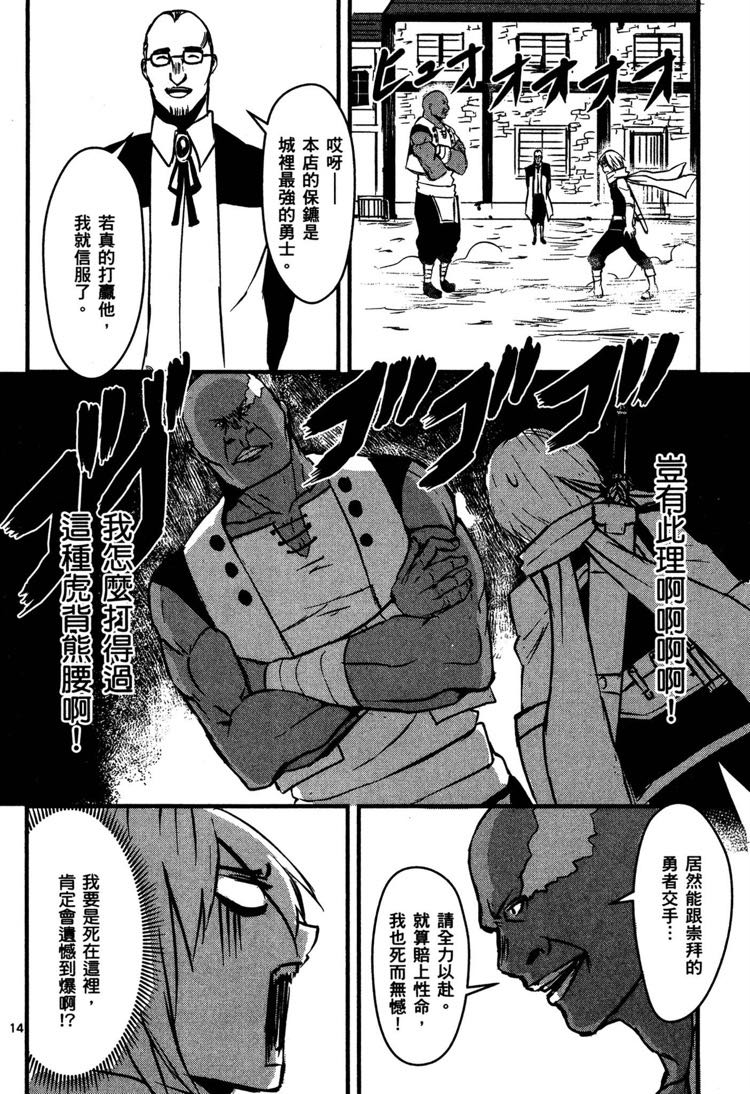 ヒュオオオオオ
哎呀——
本店的保鑣是
城裡最強的勇士。
若真的打贏他，
我就信服了。
豈有此理啊啊啊啊！
ゴゴゴゴ
我怎麼打得過
這種虎背熊腰啊！
居然能跟崇拜的
勇者交手…
請全力以赴。
就算賠上性命，
我也死而無憾！
我要是死在這裡，
肯定會遺憾到爆啊!?
14